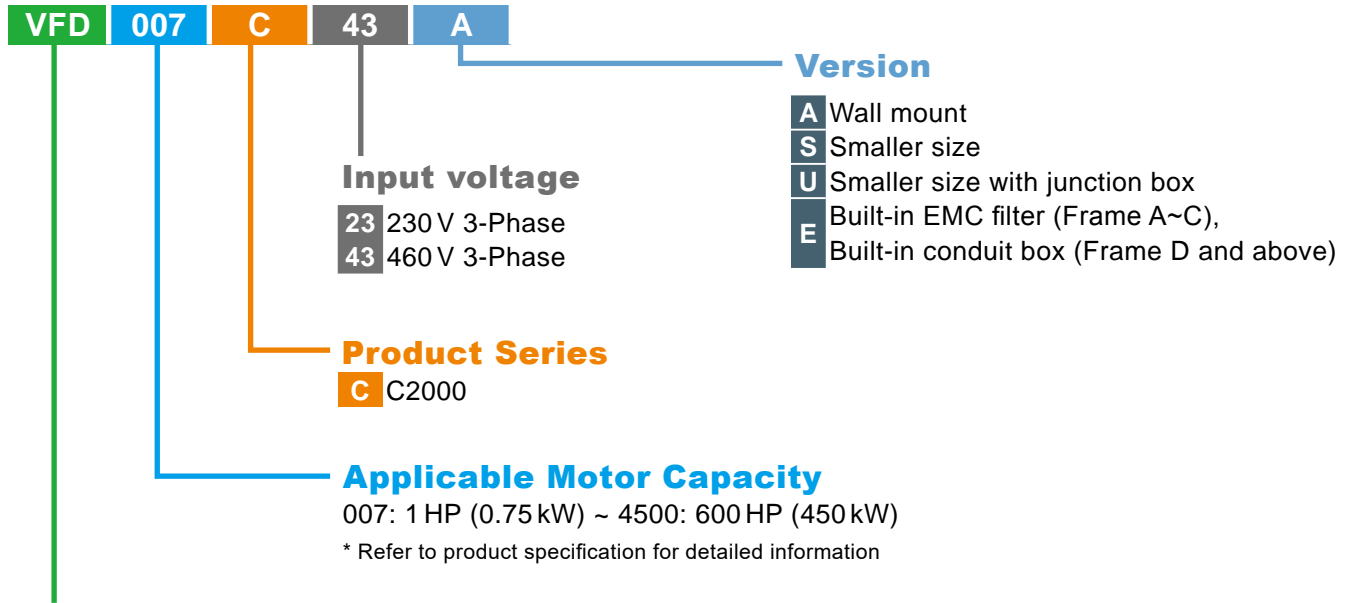 VFD 007 C 43 A
Version
A Wall mount
S Smaller size
U Smaller size with junction box
E Built-in EMC filter (Frame A~C),
Built-in conduit box (Frame D and above)
Input voltage
23 230 V 3-Phase
43 460 V 3-Phase
Product Series
C C2000
Applicable Motor Capacity
007: 1 HP (0.75 kW) ~ 4500: 600 HP (450 kW)
* Refer to product specification for detailed information